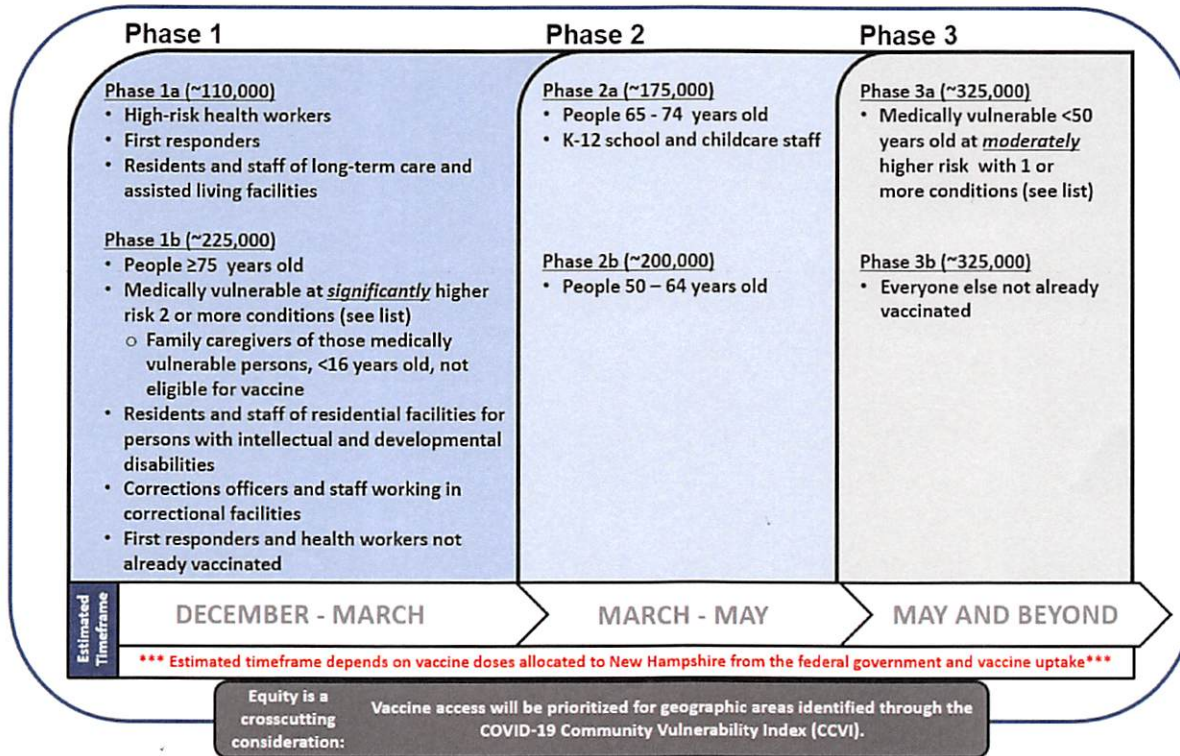 Phase 1
Phase 2
Phase 3
Phase 1a (~110,000)
• High-risk health workers
• First responders
• Residents and staff of long-term care and
assisted living facilities
Phase 1b (~225,000)
• People ≥75 years old
• Medically vulnerable at significantly higher
risk 2 or more conditions (see list)
o Family caregivers of those medically
vulnerable persons, <16 years old, not
eligible for vaccine
• Residents and staff of residential facilities for
persons with intellectual and developmental
disabilities
• Corrections officers and staff working in
correctional facilities
• First responders and health workers not
already vaccinated
Phase 2a (~175,000)
• People 65 - 74 years old
• K-12 school and childcare staff
Phase 2b (~200,000)
• People 50 – 64 years old
Phase 3a (~325,000)
• Medically vulnerable <50
years old at moderately
higher risk with 1 or
more conditions (see list)
Phase 3b (~325,000)
• Everyone else not already
vaccinated
Estimated
Timeframe
DECEMBER - MARCH
MARCH - MAY
MAY AND BEYOND
*** Estimated timeframe depends on vaccine doses allocated to New Hampshire from the federal government and vaccine uptake***
Equity is a
crosscutting
consideration:
Vaccine access will be prioritized for geographic areas identified through the
COVID-19 Community Vulnerability Index (CCVI).